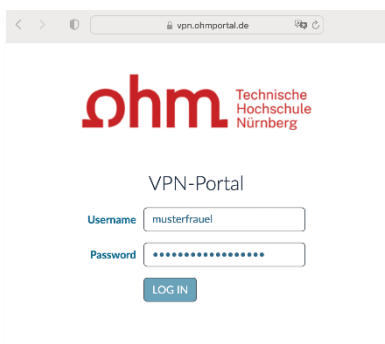 vpn.ohmportal.de
ohm Technische
Hochschule
Nürnberg
VPN-Portal
Username musterfrauel
Password ••••••••••••••••••
LOG IN